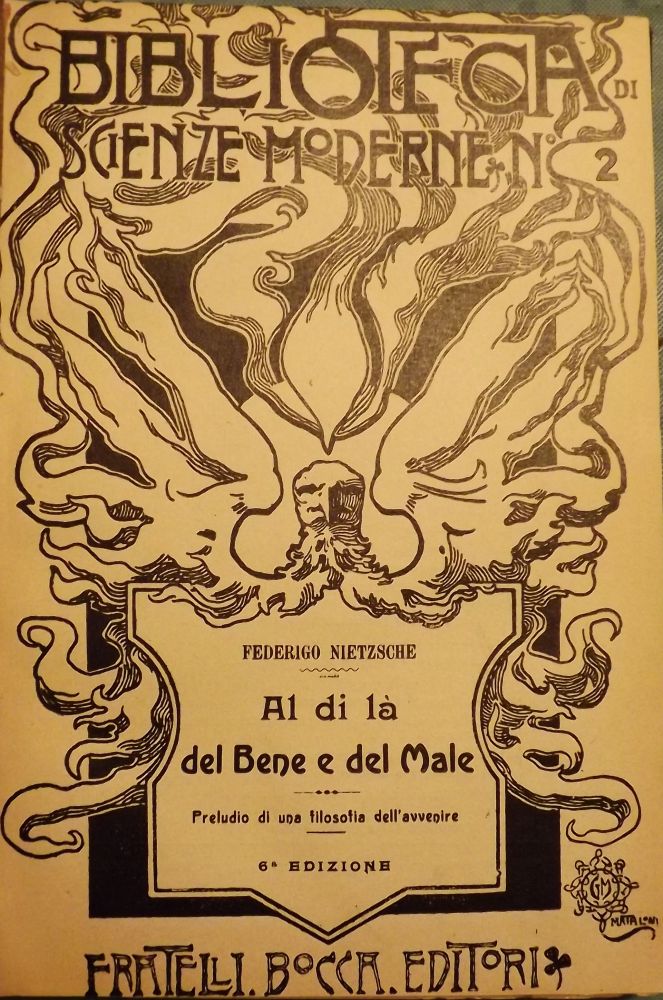 BIBLIOTECA DI
SCIENZE MODERNE N° 2
FEDERIGO NIETZSCHE
Al di là
del Bene e del Male
Preludio di una filosofia dell'avvenire
6ª EDIZIONE
GM
MATALONI
FRATELLI. BOCCA. EDITORI